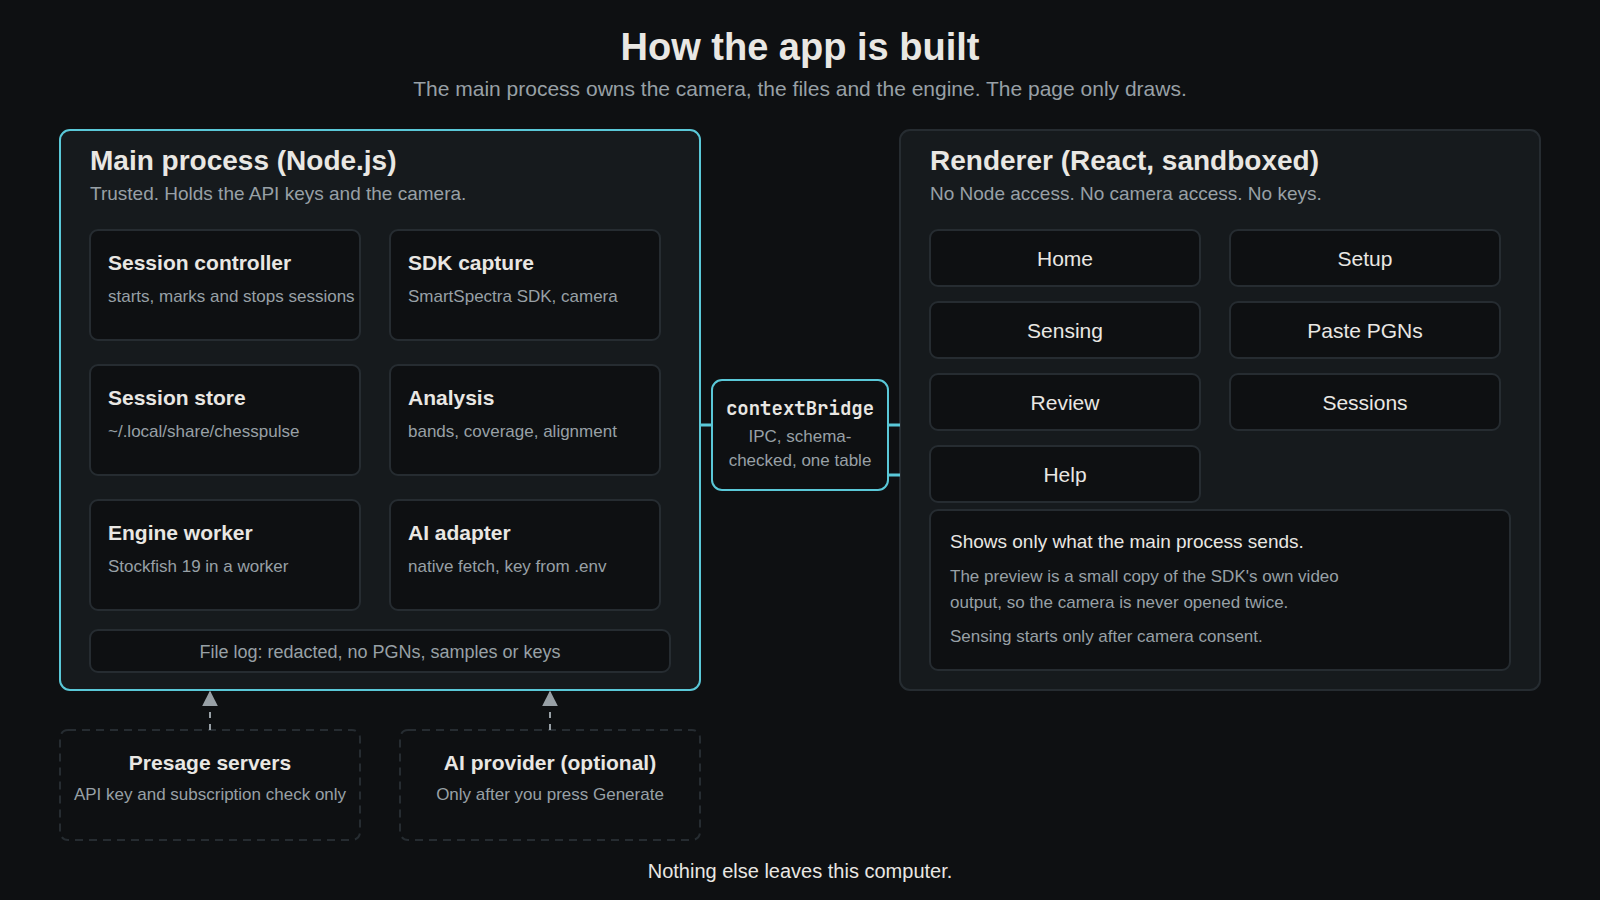 How the app is built
The main process owns the camera, the files and the engine. The page only draws.
Main process (Node.js)
Trusted. Holds the API keys and the camera.
Session controller
starts, marks and stops sessions
SDK capture
SmartSpectra SDK, camera
Session store
~/.local/share/chesspulse
Analysis
bands, coverage, alignment
Engine worker
Stockfish 19 in a worker
AI adapter
native fetch, key from .env
File log: redacted, no PGNs, samples or keys
contextBridge
IPC, schema-
checked, one table
Renderer (React, sandboxed)
No Node access. No camera access. No keys.
Home
Setup
Sensing
Paste PGNs
Review
Sessions
Help
Shows only what the main process sends.
The preview is a small copy of the SDK's own video
output, so the camera is never opened twice.
Sensing starts only after camera consent.
Presage servers
API key and subscription check only
AI provider (optional)
Only after you press Generate
Nothing else leaves this computer.